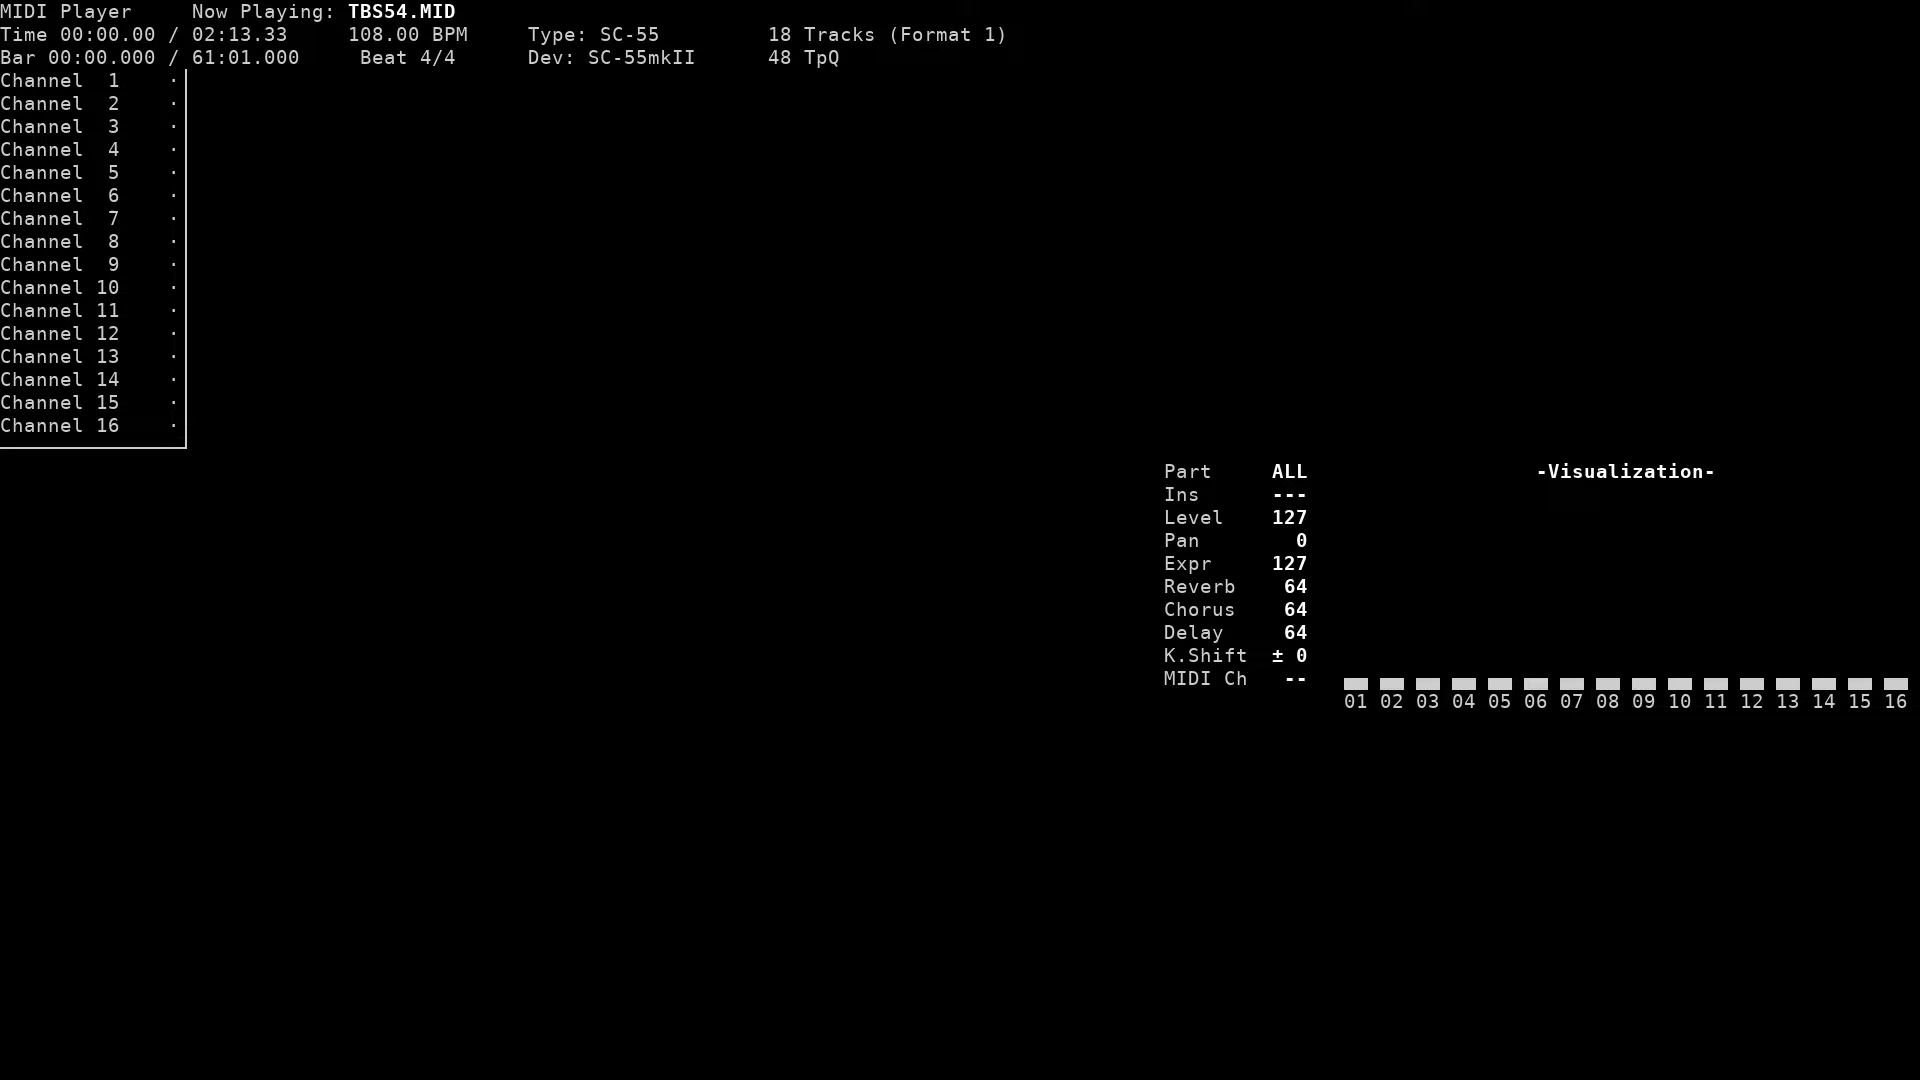 MIDI Player     Now Playing: TBS54.MID
Time 00:00.00 / 02:13.33     108.00 BPM     Type: SC-55         18 Tracks (Format 1)
Bar 00:00.000 / 61:01.000     Beat 4/4      Dev: SC-55mkII      48 TpQ
Channel  1    ·
Channel  2    ·
Channel  3    ·
Channel  4    ·
Channel  5    ·
Channel  6    ·
Channel  7    ·
Channel  8    ·
Channel  9    ·
Channel 10    ·
Channel 11    ·
Channel 12    ·
Channel 13    ·
Channel 14    ·
Channel 15    ·
Channel 16    ·
Part     ALL                   -Visualization-
Ins      ---
Level    127
Pan        0
Expr     127
Reverb    64
Chorus    64
Delay     64
K.Shift  ± 0
MIDI Ch   --
01 02 03 04 05 06 07 08 09 10 11 12 13 14 15 16